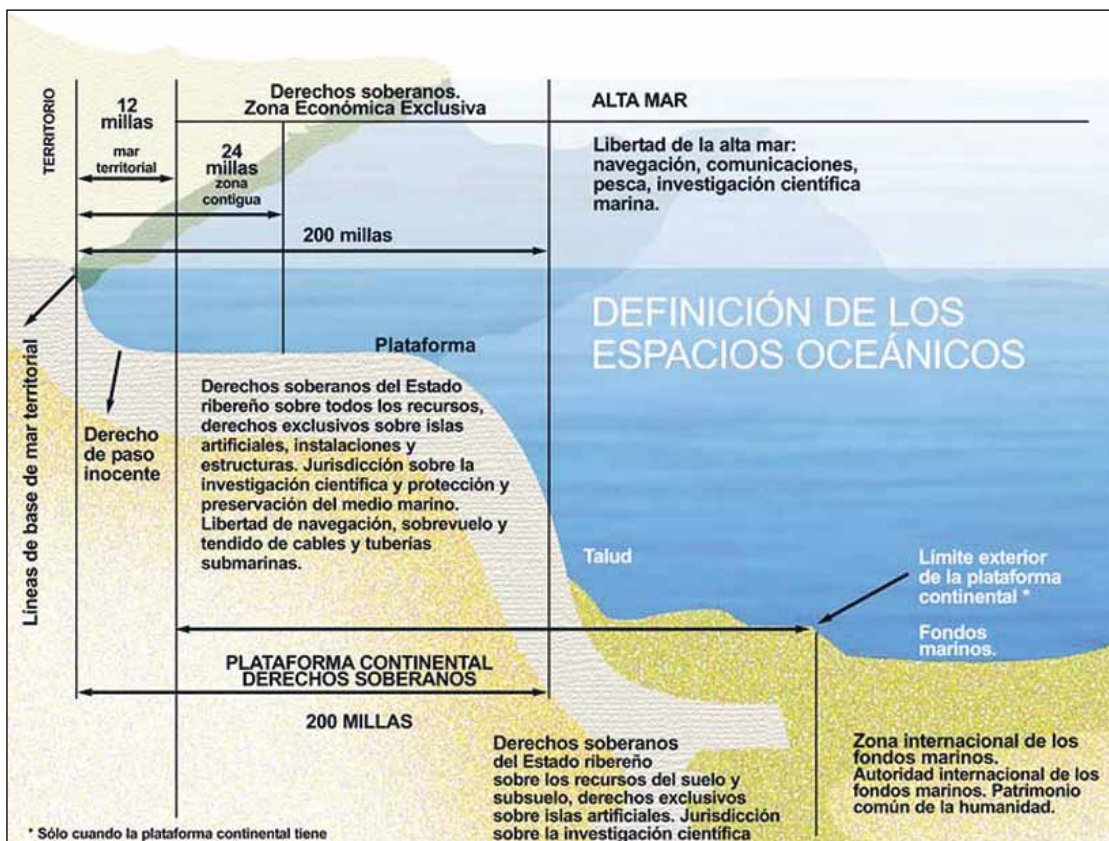 TERRITORIO
12
millas
mar
territorial
Derechos soberanos.
Zona Económica Exclusiva
24
millas
zona
contigua
200 millas
ALTA MAR
Libertad de la alta mar:
navegación, comunicaciones,
pesca, investigación científica
marina.
DEFINICIÓN DE LOS
ESPACIOS OCEÁNICOS
Líneas de base de mar territorial
Derecho
de paso
inocente
Plataforma
Derechos soberanos del Estado
ribereño sobre todos los recursos,
derechos exclusivos sobre islas
artificiales, instalaciones y
estructuras. Jurisdicción sobre la
investigación científica y protección y
preservación del medio marino.
Libertad de navegación, sobrevuelo y
tendido de cables y tuberías
submarinas.
Talud
Límite exterior
de la plataforma
continental *
Fondos
marinos.
PLATAFORMA CONTINENTAL
DERECHOS SOBERANOS
200 MILLAS
Derechos soberanos
del Estado ribereño
sobre los recursos del suelo y
subsuelo, derechos exclusivos
sobre islas artificiales. Jurisdicción
sobre la investigación científica
Zona internacional de los
fondos marinos.
Autoridad internacional de los
fondos marinos. Patrimonio
común de la humanidad.
* Sólo cuando la plataforma continental tiene